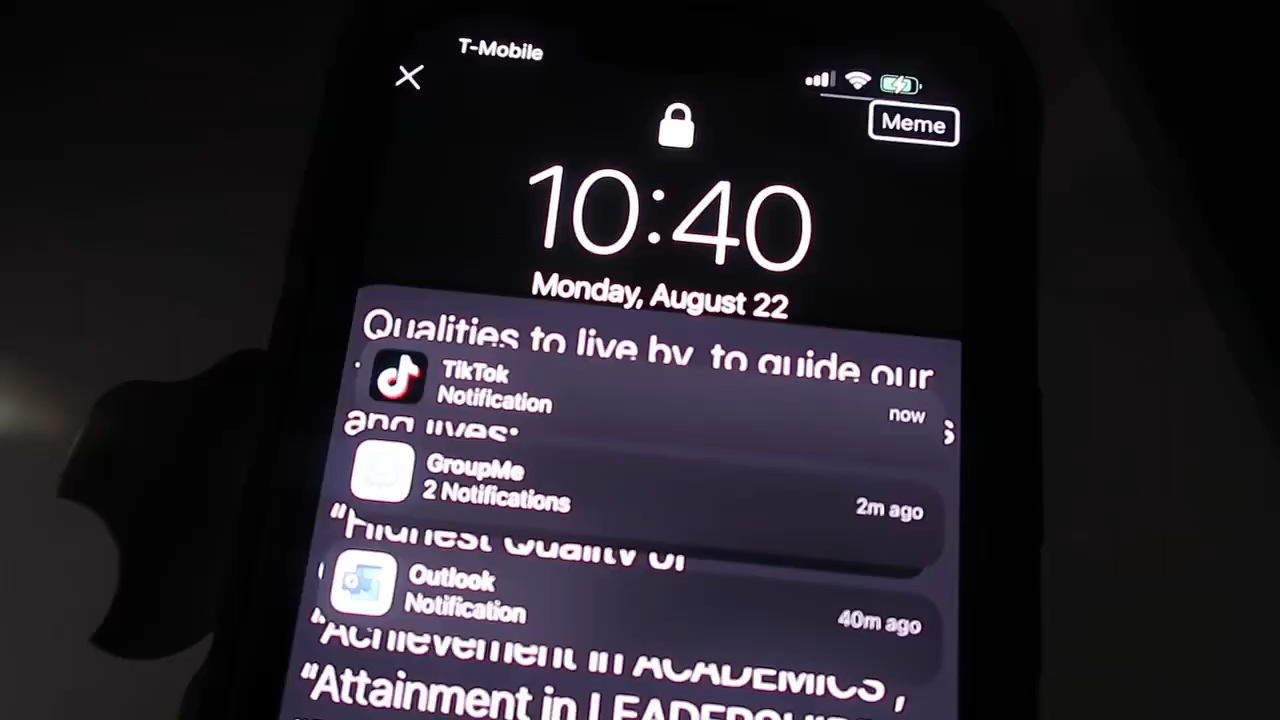 T-Mobile
Meme
10:40
Monday, August 22
Qualities to live by, to guide our
TikTok
Notification
now
and lives:
GroupMe
2 Notifications
2m ago
"Highest Quality of
Outlook
Notification
40m ago
"Achievement in ACADEMICS,
"Attainment in LEADERSHIP